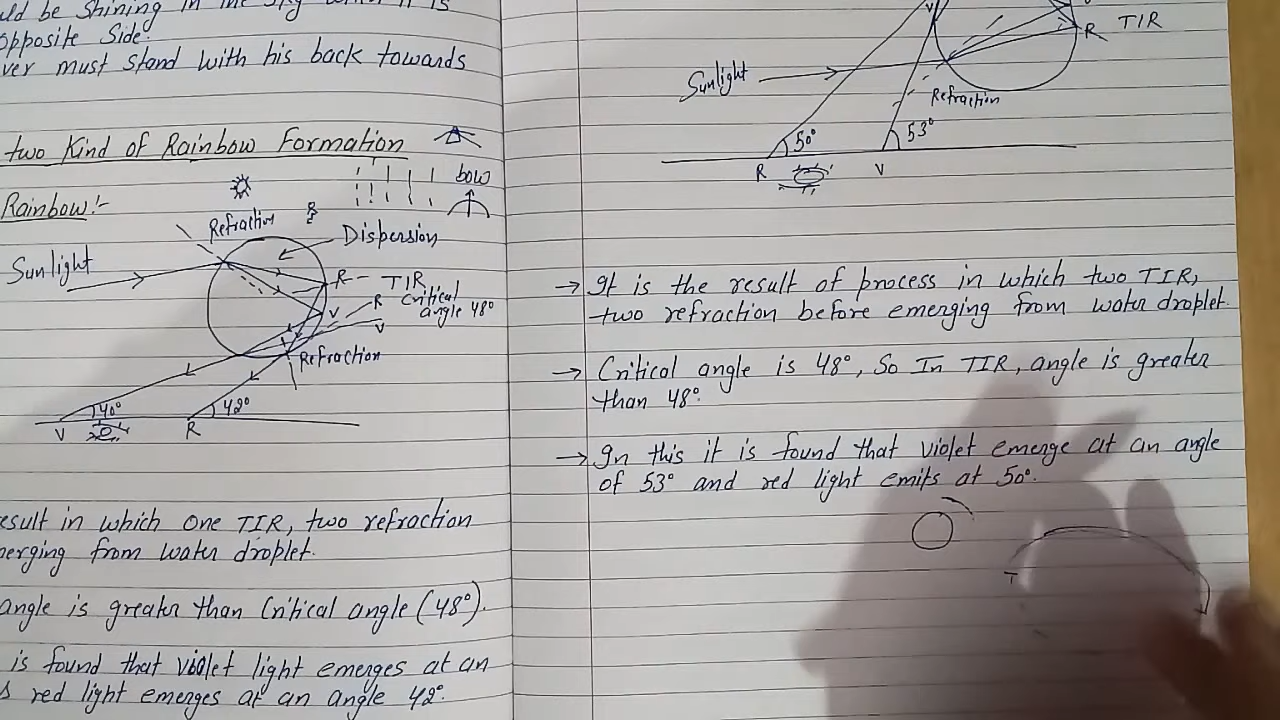 uld be Shining in the Sky
opposite Side.
ver must stand with his back towards
two Kind of Rainbow Formation
bow
Rainbow:-
Refraction
Dispersion
Sunlight
R - TIR
R Critical
angle 48°
V
V
Refraction
40°
42°
V
R
esult in which one TIR, two refraction
erging from water droplet.
angle is greater than Critical angle (48°).
is found that violet light emerges at an
& red light emerges at an angle 42°.
V
R TIR
Sunlight
Refraction
50°
53°
R
V
→ It is the result of process in which two TIR,
two refraction before emerging from water droplet.
→ Critical angle is 48°, So In TIR, angle is greater
than 48°.
→ In this it is found that violet emerge at an angle
of 53° and red light emits at 50°.